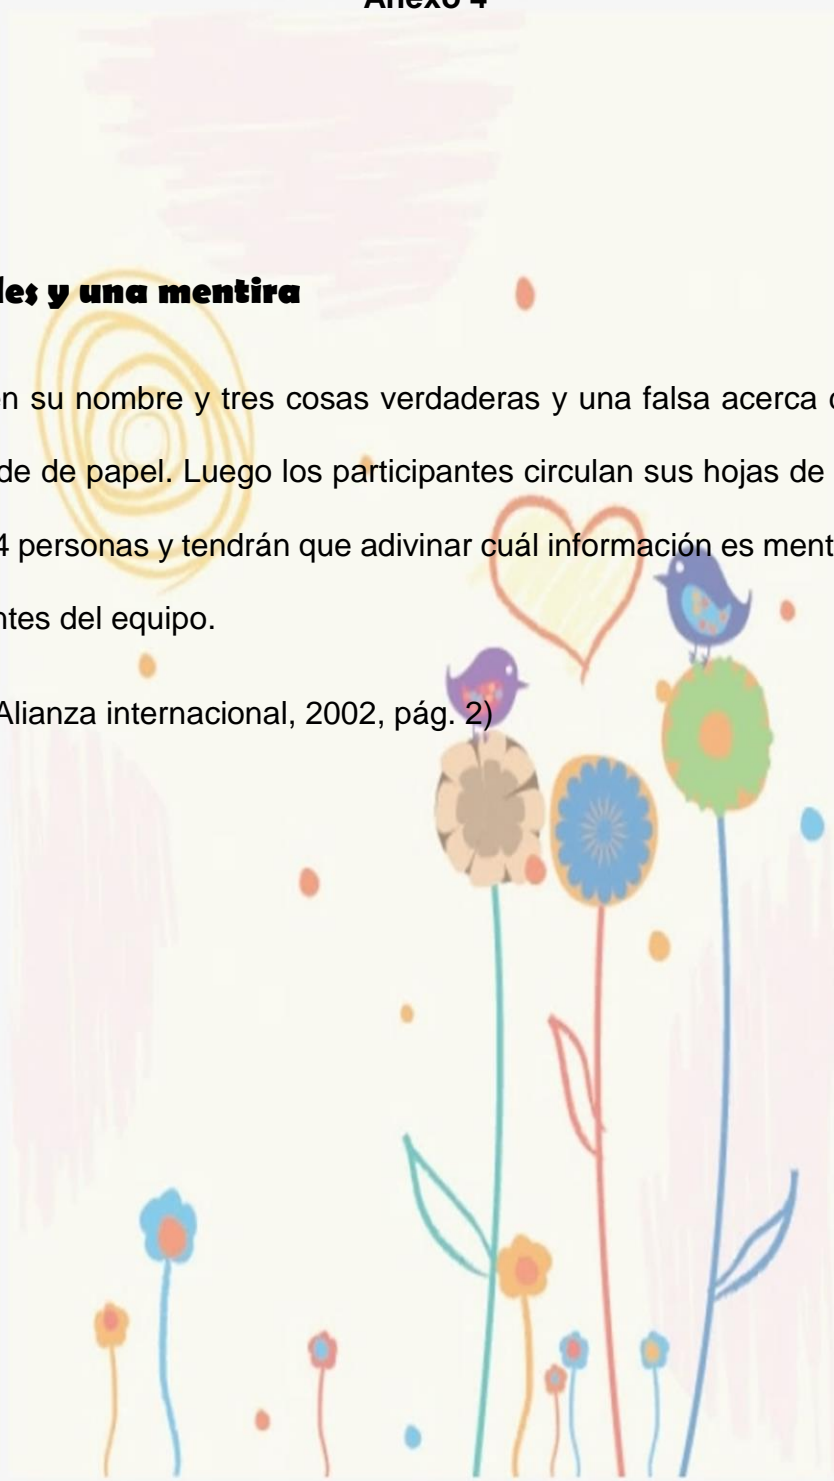 Anexo 4
les y una mentira
en su nombre y tres cosas verdaderas y una falsa acerca
de de papel. Luego los participantes circulan sus hojas de
4 personas y tendrán que adivinar cuál información es ment
ntes del equipo.
Alianza internacional, 2002, pág. 2)